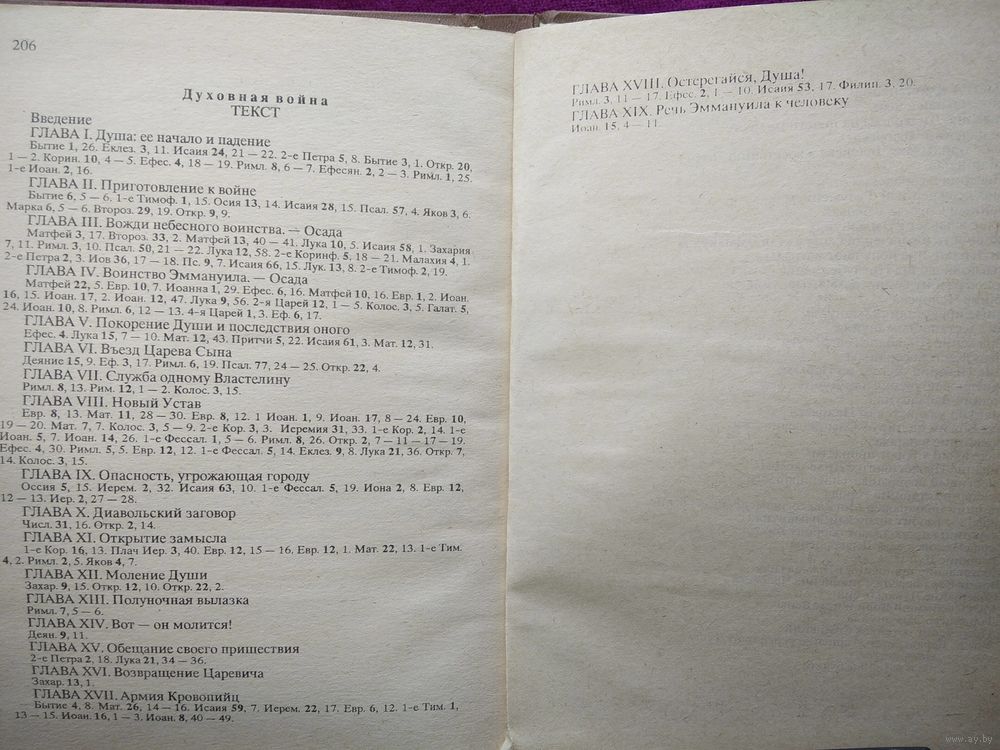 206
Духовная война
ТЕКСТ
Введение
ГЛАВА I. Душа: ее начало и падение
Бытие 1, 26. Еклез. 3, 11. Исаия 24, 21 — 22. 2-е Петра 5, 8. Бытие 3, 1. Откр. 20,
1 — 2. Корин. 10, 4 — 5. Ефес. 4, 18 — 19. Римл. 8, 6 — 7. Ефесян. 2, 2 — 3. Римл. 1, 25.
1-е Иоан. 2, 16.
ГЛАВА II. Приготовление к войне
Бытие 6, 5 — 6. 1-е Тимоф. 1, 15. Осия 13, 14. Исаия 28, 15. Псал. 57, 4. Яков 3, 6.
Марка 6, 5 — 6. Второз. 29, 19. Откр. 9, 9.
ГЛАВА III. Вожди небесного воинства. — Осада
Матфей 3, 17. Второз. 33, 2. Матфей 13, 40 — 41. Лука 10, 5. Исаия 58, 1. Захария
7, 11. Римл. 3, 10. Псал. 50, 21 — 22. Лука 12, 58. 2-е Коринф. 5, 18 — 21. Малахия 4, 1.
2-е Петра 2, 3. Иов 36, 17 — 18. Пс. 9, 7. Исаия 66, 15. Лук. 13, 8. 2-е Тимоф. 2, 19.
ГЛАВА IV. Воинство Эммануила. — Осада
Матфей 22, 5. Евр. 10, 7. Иоанна 1, 29. Ефес. 6, 16. Матфей 10, 16. Евр. 1, 2. Иоан.
16, 15. Иоан. 17, 2. Иоан. 12, 47. Лука 9, 56. 2-я Царей 12, 1 — 5. Колос. 3, 5. Галат. 5,
24. Иоан. 10, 8. Римл. 6, 12 — 13. 4-я Царей 1, 3. Еф. 6, 17.
ГЛАВА V. Покорение Души и последствия оного
Ефес. 4. Лука 15, 7 — 10. Мат. 12, 43. Притчи 5, 22. Исаия 61, 3. Мат. 12, 31.
ГЛАВА VI. Въезд Царева Сына
Деяние 15, 9. Еф. 3, 17. Римл. 6, 19. Псал. 77, 24 — 25. Откр. 22, 4.
ГЛАВА VII. Служба одному Властелину
Римл. 8, 13. Рим. 12, 1 — 2. Колос. 3, 15.
ГЛАВА VIII. Новый Устав
Евр. 8, 13. Мат. 11, 28 — 30. Евр. 8, 12. 1 Иоан. 1, 9. Иоан. 17, 8 — 24. Евр. 10,
19 — 20. Мат. 7, 7. Колос. 3, 5 — 9. 2-е Кор. 3, 3. Иеремия 31, 33. 1-е Кор. 2, 14. 1-е
Иоан. 5, 7. Иоан. 14, 26. 1-е Фессал. 1, 5 — 6. Римл. 8, 26. Откр. 2, 7 — 11 — 17 — 19.
Ефес. 4, 30. Римл. 5, 5. Евр. 12, 12. 1-е Фессал. 5, 14. Еклез. 9, 8. Лука 21, 36. Откр. 7,
14. Колос. 3, 15.
ГЛАВА IX. Опасность, угрожающая городу
Оссия 5, 15. Иерем. 2, 32. Исаия 63, 10. 1-е Фессал. 5, 19. Иона 2, 8. Евр. 12,
12 — 13. Иер. 2, 27 — 28.
ГЛАВА X. Диавольский заговор
Числ. 31, 16. Откр. 2, 14.
ГЛАВА XI. Открытие замысла
1-е Кор. 16, 13. Плач Иер. 3, 40. Евр. 12, 15 — 16. Евр. 12, 1. Мат. 22, 13. 1-е Тим.
4, 2. Римл. 2, 5. Яков 4, 7.
ГЛАВА XII. Моление Души
Захар. 9, 15. Откр. 12, 10. Откр. 22, 2.
ГЛАВА XIII. Полуночная вылазка
Римл. 7, 5 — 6.
ГЛАВА XIV. Вот — он молится!
Деян. 9, 11.
ГЛАВА XV. Обещание своего пришествия
2-е Петра 2, 18. Лука 21, 34 — 36.
ГЛАВА XVI. Возвращение Царевича
Захар. 13, 1.
ГЛАВА XVII. Армия Кровопийц
Бытие 4, 8. Мат. 26, 14 — 16. Исаия 59, 7. Иерем. 22, 17. Евр. 6, 12. 1-е Тим. 1,
13 — 15. Иоан. 16, 1 — 3. Иоан. 8, 40 — 49.
ГЛАВА XVIII. Остерегайся, Душа!
Римл. 3, 11 — 17. Ефес. 2, 1 — 10. Исаия 53, 17. Филип. 3, 20.
ГЛАВА XIX. Речь Эммануила к человеку
Иоан. 15, 4 — 11.
www.ay.by